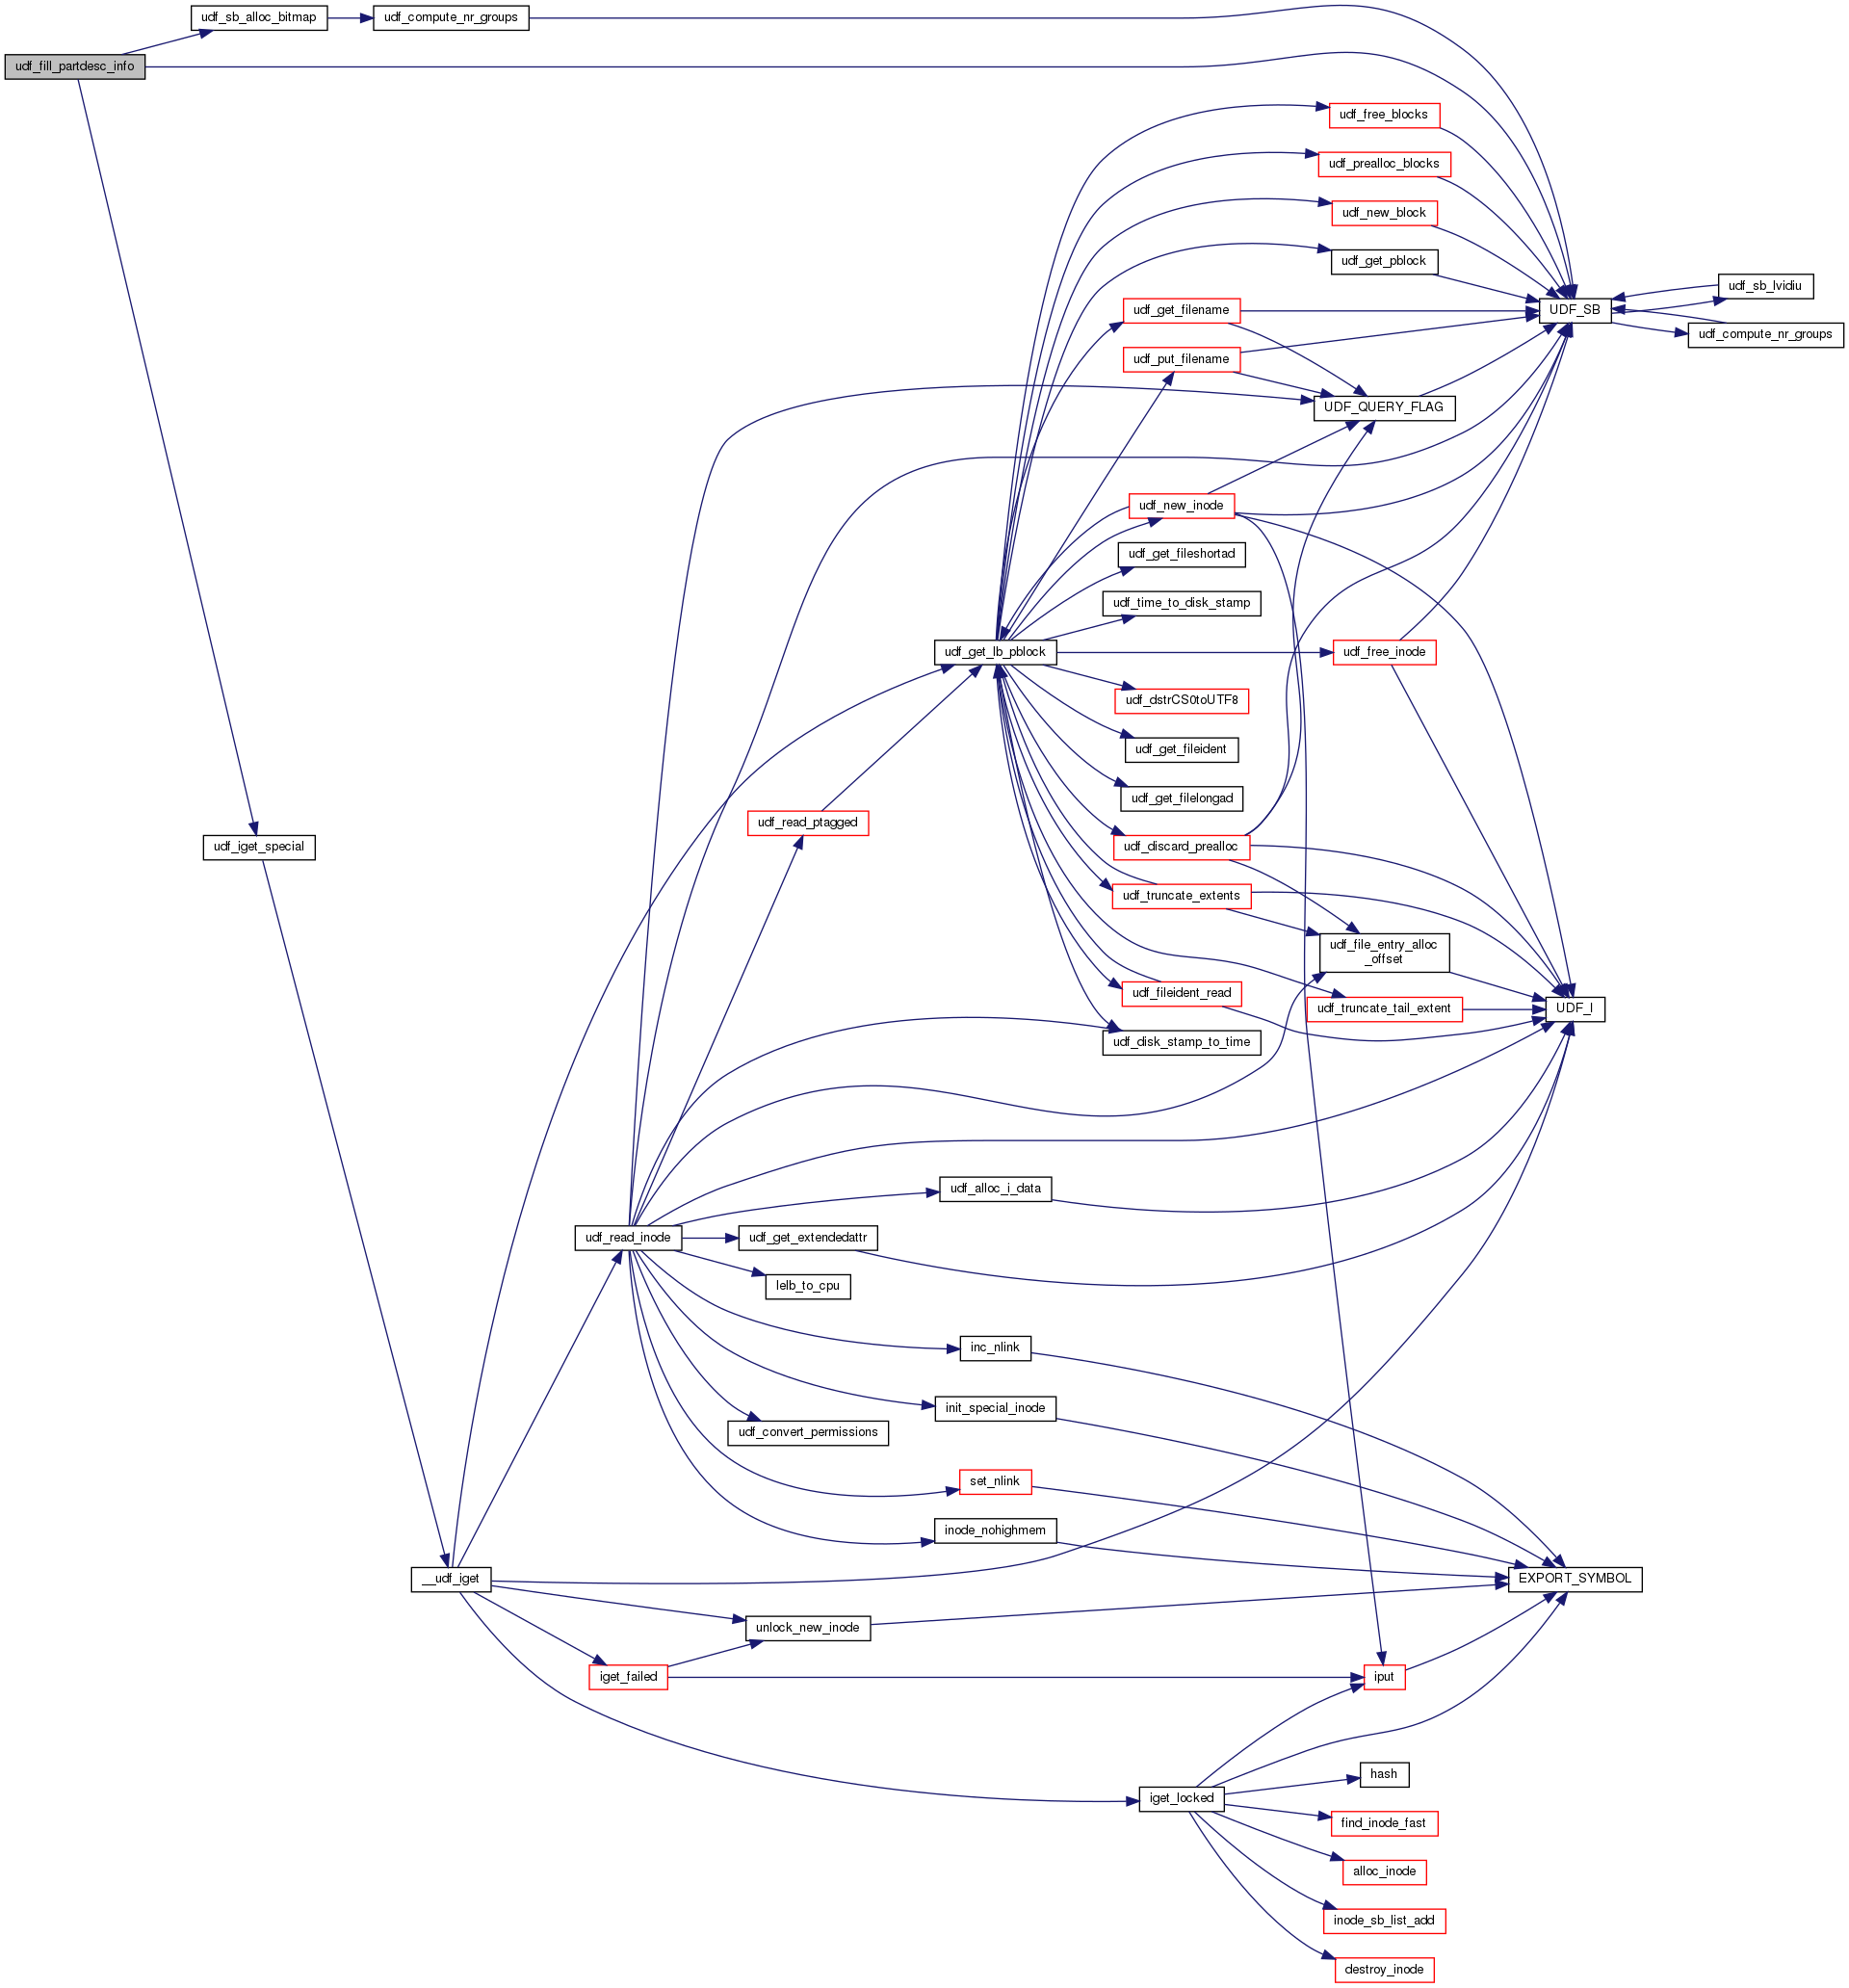 udf_sb_alloc_bitmap
udf_compute_nr_groups
udf_fill_partdesc_info
udf_free_blocks
udf_prealloc_blocks
udf_new_block
udf_get_pblock
udf_sb_lvidiu
udf_get_filename
UDF_SB
udf_compute_nr_groups
udf_put_filename
UDF_QUERY_FLAG
udf_new_inode
udf_get_fileshortad
udf_time_to_disk_stamp
udf_get_lb_pblock
udf_free_inode
udf_dstrCS0toUTF8
udf_get_fileident
udf_get_filelongad
udf_read_ptagged
udf_iget_special
udf_discard_prealloc
udf_truncate_extents
udf_file_entry_alloc
_offset
udf_fileident_read
udf_truncate_tail_extent
UDF_I
udf_disk_stamp_to_time
udf_alloc_i_data
udf_read_inode
udf_get_extendedattr
lelb_to_cpu
inc_nlink
init_special_inode
udf_convert_permissions
set_nlink
inode_nohighmem
__udf_iget
EXPORT_SYMBOL
unlock_new_inode
iget_failed
iput
hash
iget_locked
find_inode_fast
alloc_inode
inode_sb_list_add
destroy_inode